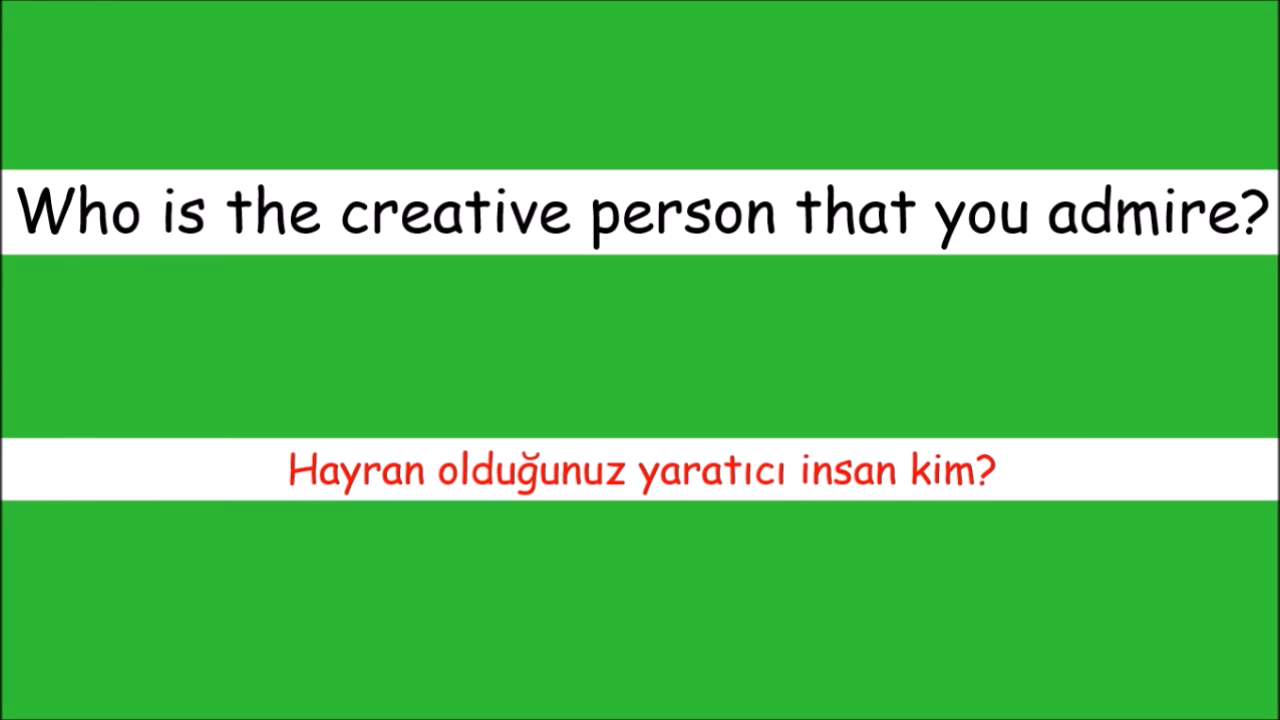 Who is the creative person that you admire?
Hayran olduğunuz yaratıcı insan kim?